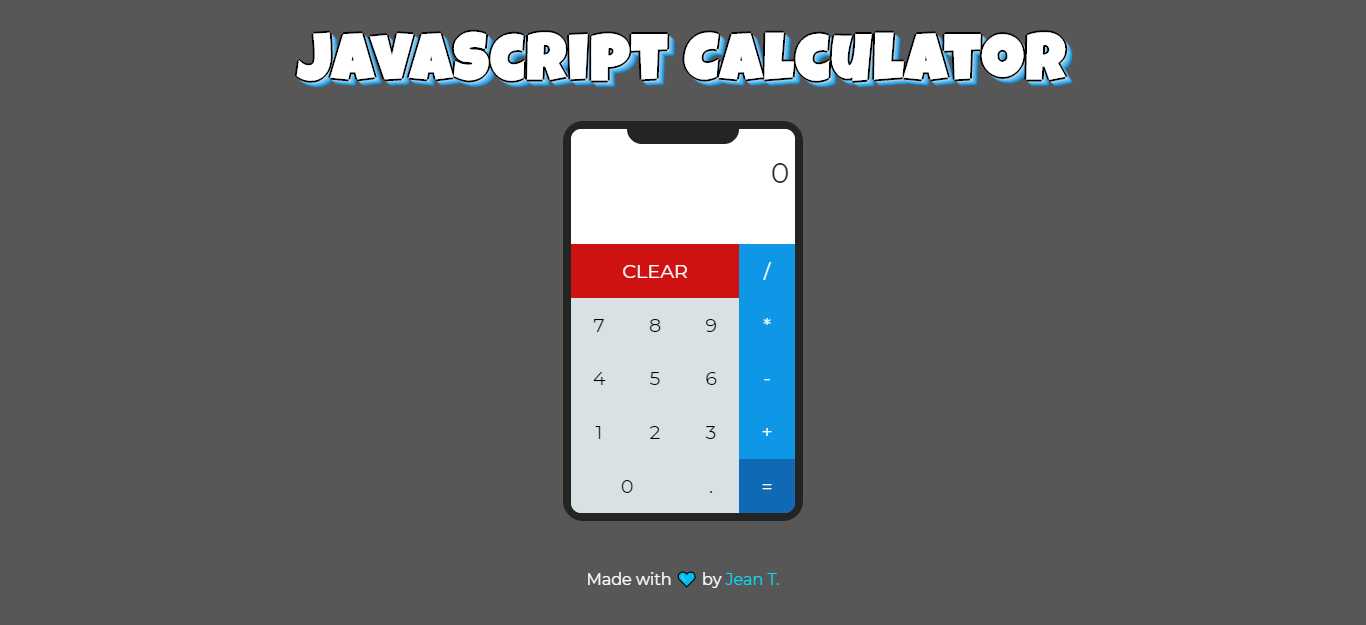 JAVASCRIPT CALCULATOR
0
CLEAR /
7 8 9 *
4 5 6 -
1 2 3 +
0 . =
Made with by Jean T.